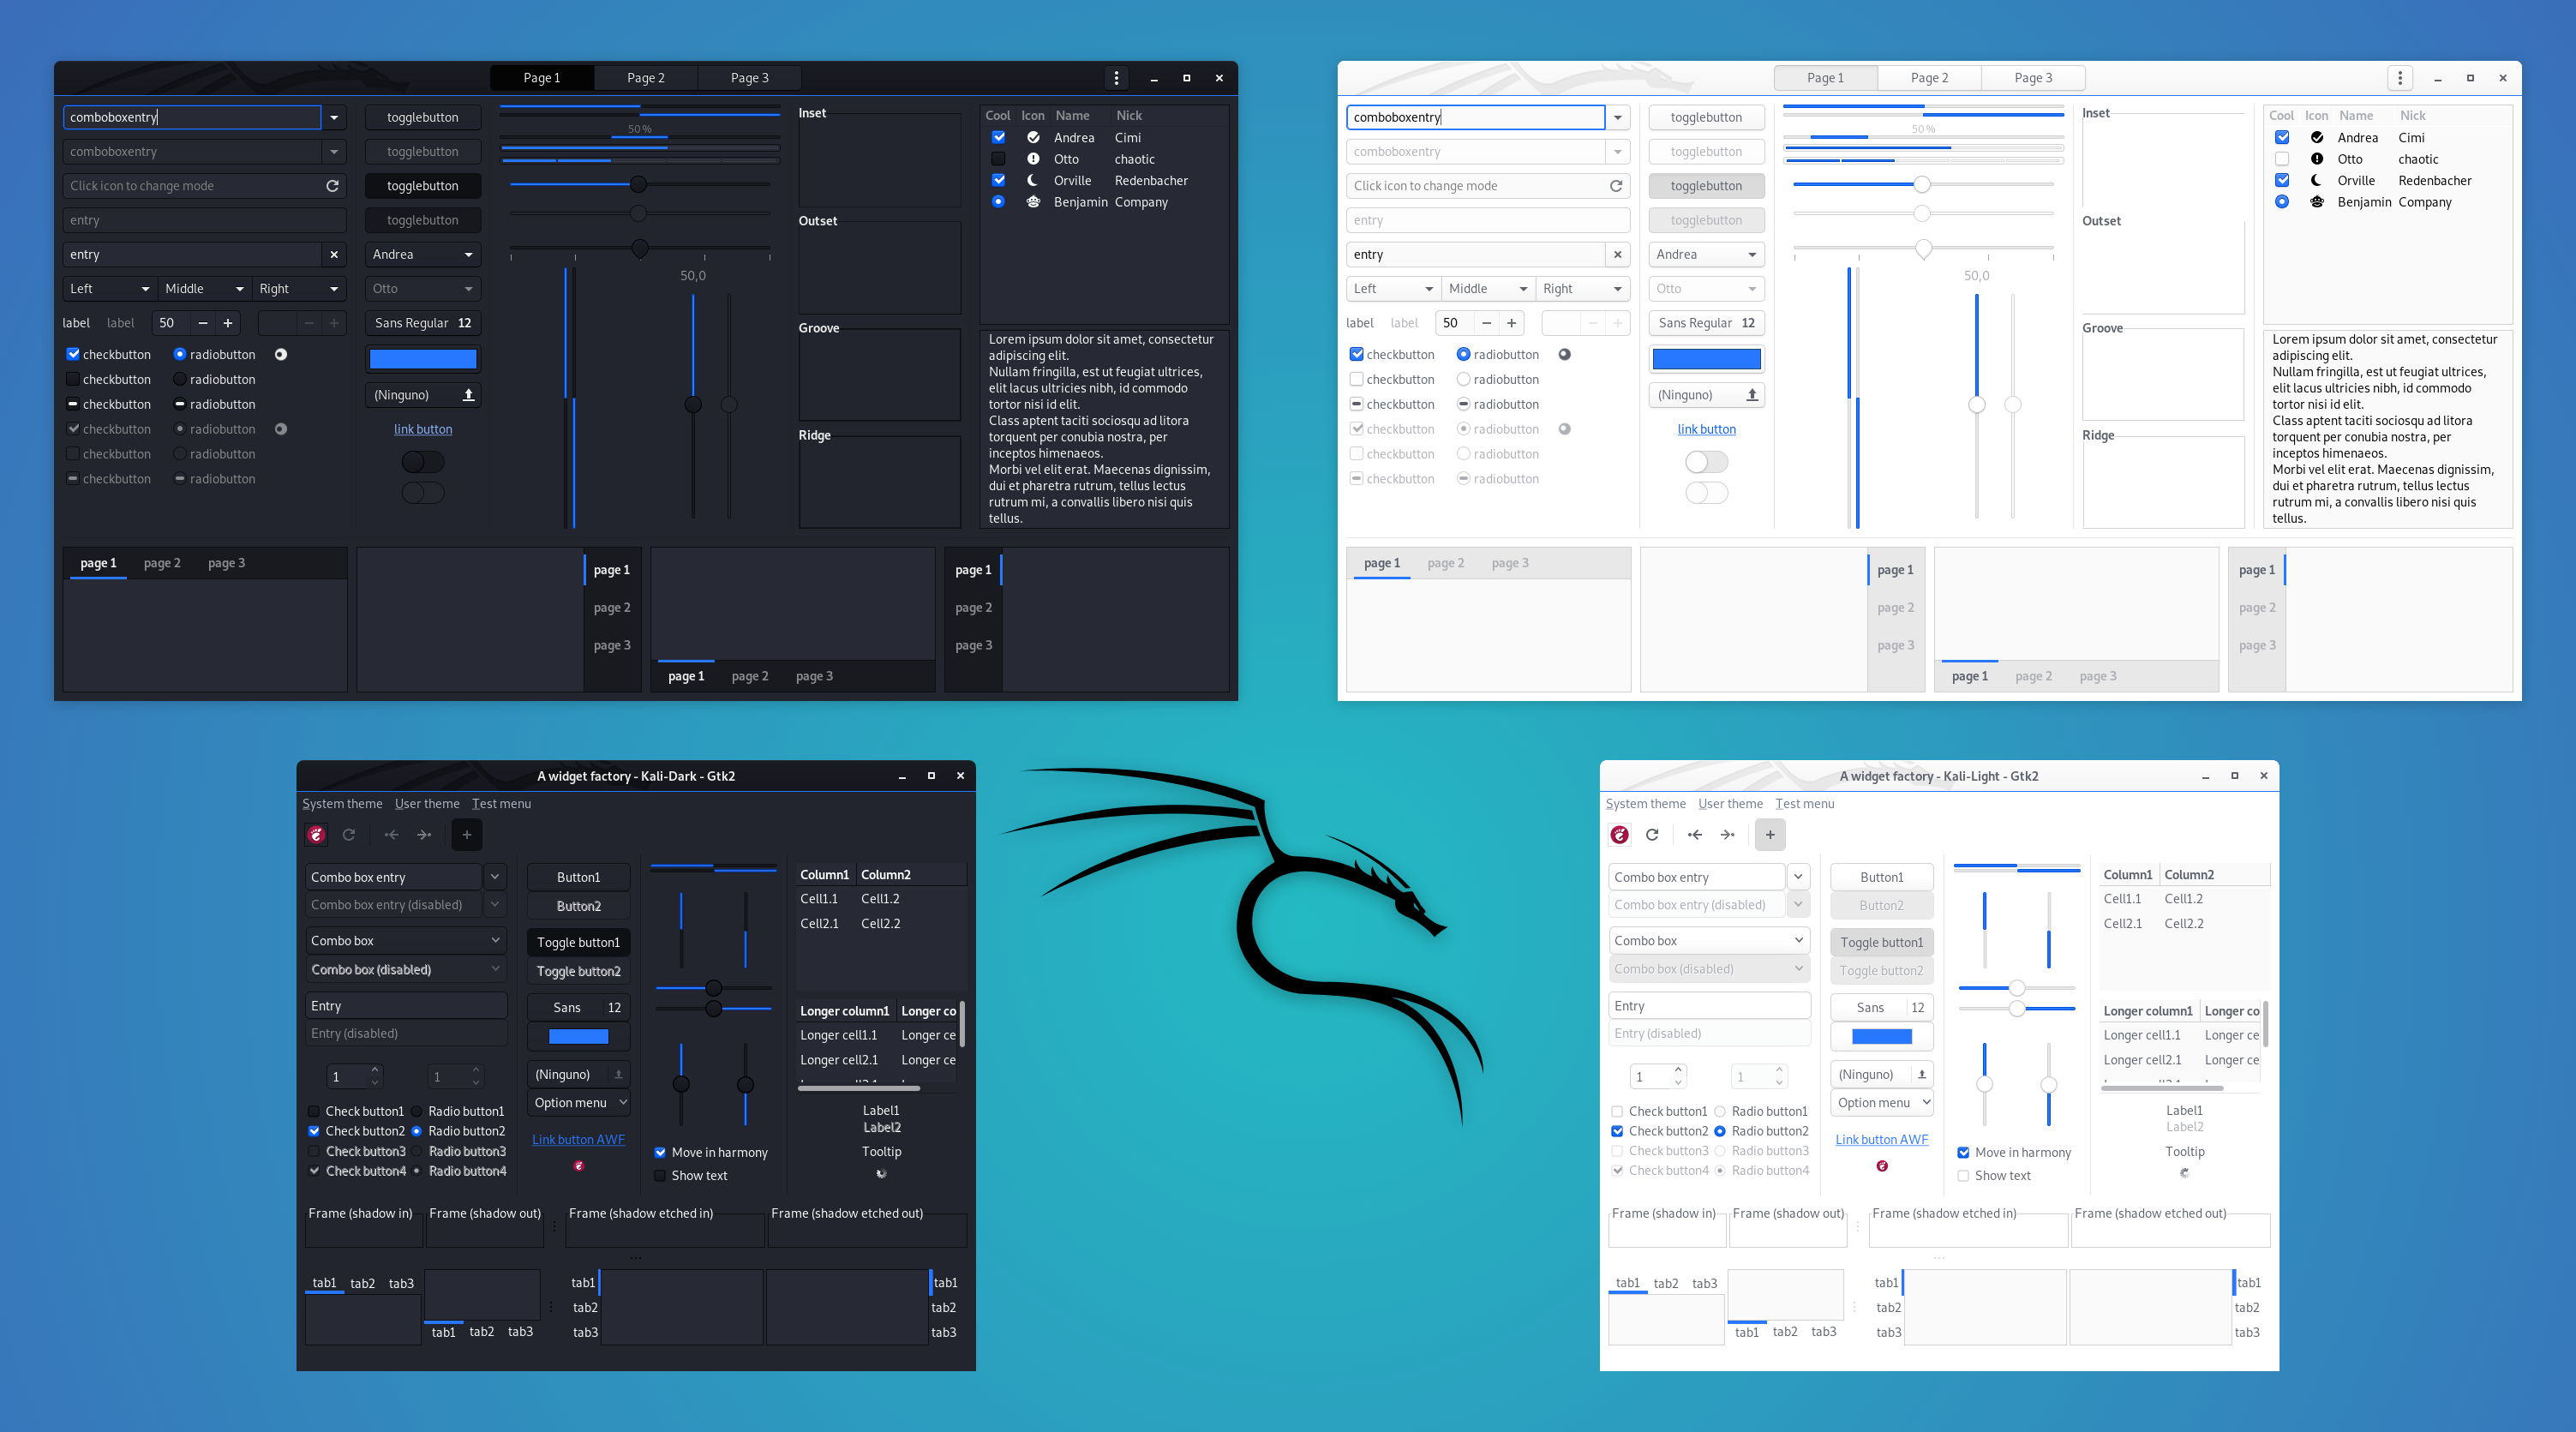 Page 1 Page 2 Page 3
comboboxentry
comboboxentry
Click icon to change mode
entry
entry
Left Middle Right
label label 50
checkbutton radiobutton
checkbutton radiobutton
checkbutton radiobutton
checkbutton radiobutton
checkbutton radiobutton
checkbutton radiobutton
togglebutton
togglebutton
togglebutton
togglebutton
Andrea
Otto
Sans Regular 12
(Ninguno)
link button
50 %
50,0
Inset
Outset
Groove
Ridge
Cool Icon Name Nick
Andrea Cimi
Otto chaotic
Orville Redenbacher
Benjamin Company
Lorem ipsum dolor sit amet, consectetur
adipiscing elit.
Nullam fringilla, est ut feugiat ultrices,
elit lacus ultricies nibh, id commodo
tortor nisi id elit.
Class aptent taciti sociosqu ad litora
torquent per conubia nostra, per
inceptos himenaeos.
Morbi vel elit erat. Maecenas dignissim,
dui et pharetra rutrum, tellus lectus
rutrum mi, a convallis libero nisi quis
tellus.
page 1 page 2 page 3
page 1
page 2
page 3
page 1 page 2 page 3
page 1
page 2
page 3
Page 1 Page 2 Page 3
comboboxentry
comboboxentry
Click icon to change mode
entry
entry
Left Middle Right
label label 50
checkbutton radiobutton
checkbutton radiobutton
checkbutton radiobutton
checkbutton radiobutton
checkbutton radiobutton
checkbutton radiobutton
togglebutton
togglebutton
togglebutton
togglebutton
Andrea
Otto
Sans Regular 12
(Ninguno)
link button
50 %
50,0
Inset
Outset
Groove
Ridge
Cool Icon Name Nick
Andrea Cimi
Otto chaotic
Orville Redenbacher
Benjamin Company
Lorem ipsum dolor sit amet, consectetur
adipiscing elit.
Nullam fringilla, est ut feugiat ultrices,
elit lacus ultricies nibh, id commodo
tortor nisi id elit.
Class aptent taciti sociosqu ad litora
torquent per conubia nostra, per
inceptos himenaeos.
Morbi vel elit erat. Maecenas dignissim,
dui et pharetra rutrum, tellus lectus
rutrum mi, a convallis libero nisi quis
tellus.
page 1 page 2 page 3
page 1
page 2
page 3
page 1 page 2 page 3
page 1
page 2
page 3
A widget factory - Kali-Dark - Gtk2
System theme User theme Test menu
Combo box entry
Combo box entry (disabled)
Combo box
Combo box (disabled)
Entry
Entry (disabled)
1 1
Check button1 Radio button1
Check button2 Radio button2
Check button3 Radio button3
Check button4 Radio button4
Button1
Button2
Toggle button1
Toggle button2
Sans 12
(Ninguno)
Option menu
Link button AWF
Move in harmony
Show text
Column1 Column2
Cell1.1 Cell1.2
Cell2.1 Cell2.2
Longer column1 Longer co
Longer cell1.1 Longer ce
Longer cell2.1 Longer ce
Label1
Label2
Tooltip
Frame (shadow in) Frame (shadow out) Frame (shadow etched in) Frame (shadow etched out)
tab1 tab2 tab3
tab1 tab2 tab3
tab1
tab2
tab3
tab1
tab2
tab3
A widget factory - Kali-Light - Gtk2
System theme User theme Test menu
Combo box entry
Combo box entry (disabled)
Combo box
Combo box (disabled)
Entry
Entry (disabled)
1 1
Check button1 Radio button1
Check button2 Radio button2
Check button3 Radio button3
Check button4 Radio button4
Button1
Button2
Toggle button1
Toggle button2
Sans 12
(Ninguno)
Option menu
Link button AWF
Move in harmony
Show text
Column1 Column2
Cell1.1 Cell1.2
Cell2.1 Cell2.2
Longer column1 Longer co
Longer cell1.1 Longer ce
Longer cell2.1 Longer ce
Label1
Label2
Tooltip
Frame (shadow in) Frame (shadow out) Frame (shadow etched in) Frame (shadow etched out)
tab1 tab2 tab3
tab1 tab2 tab3
tab1
tab2
tab3
tab1
tab2
tab3